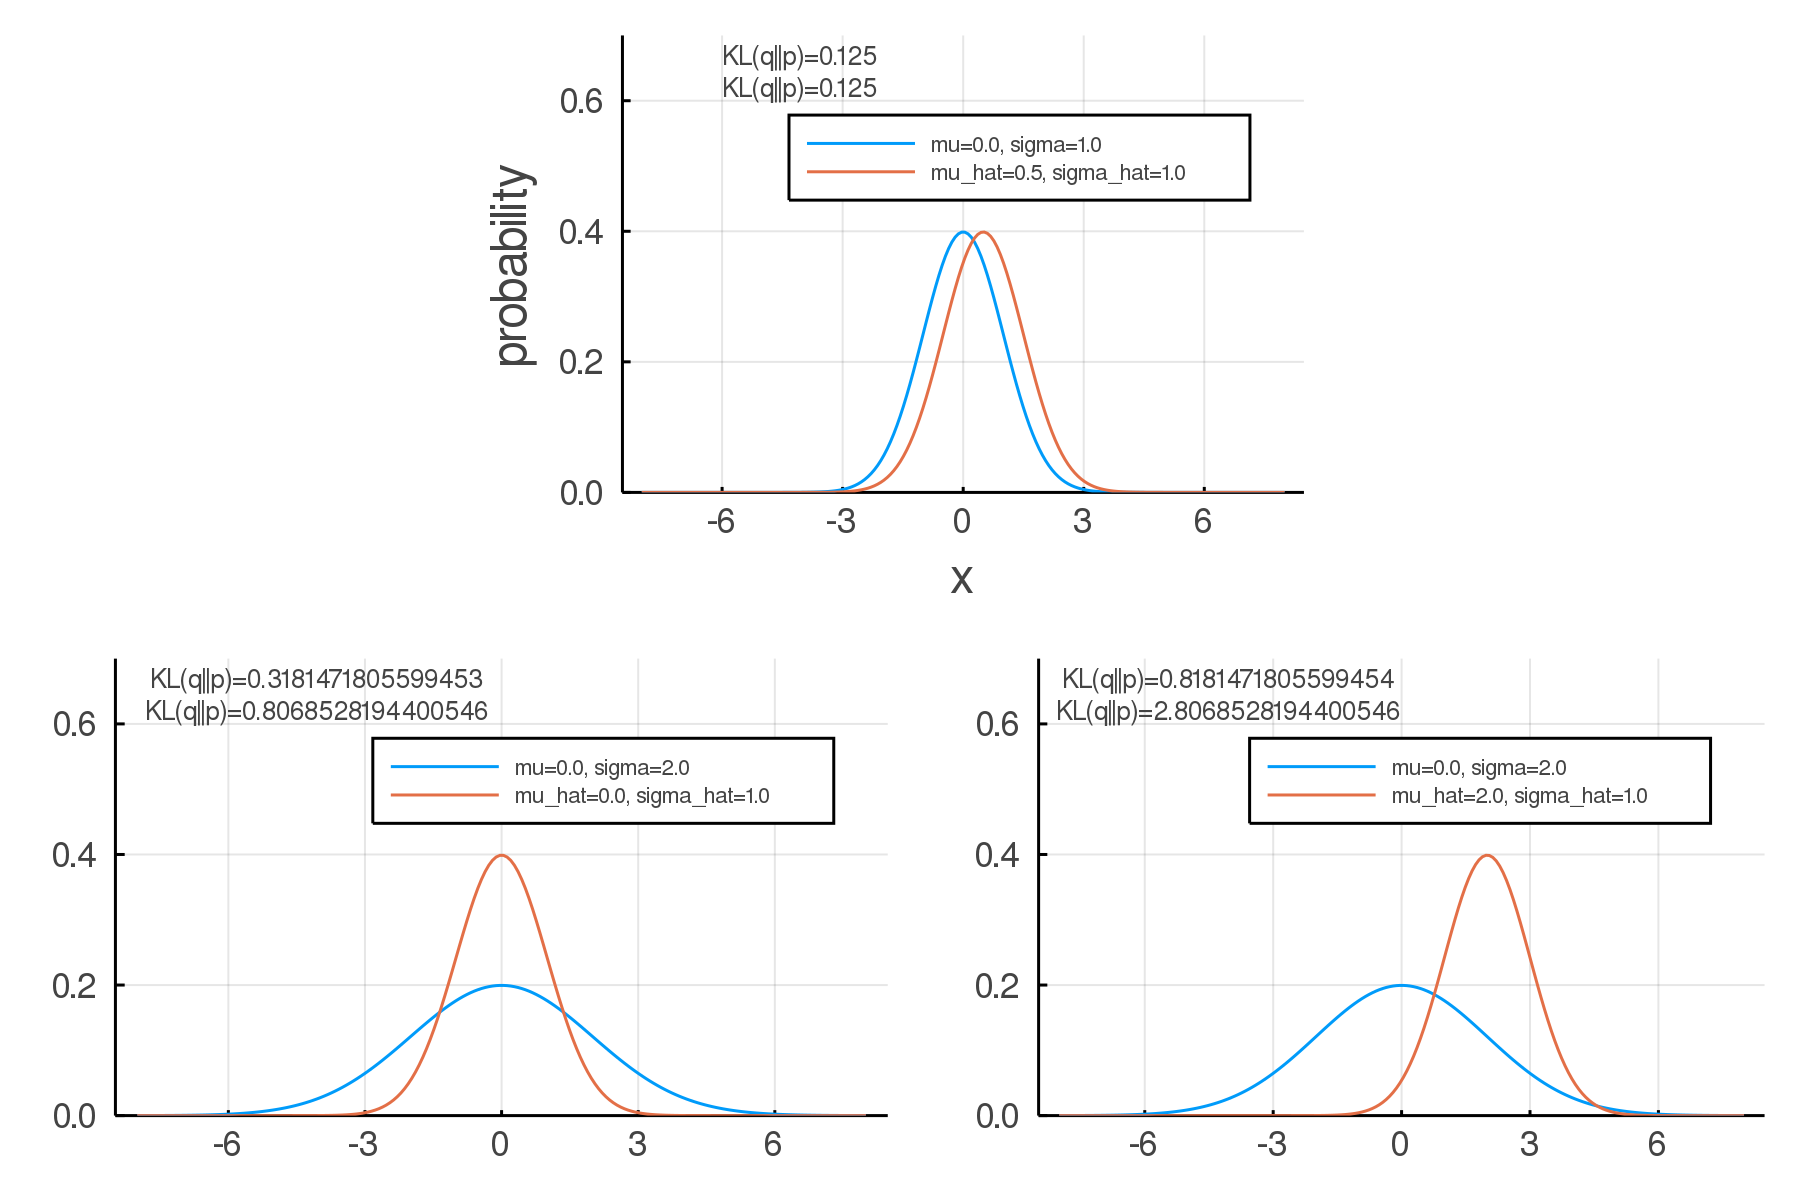 KL(q||p)=0.125
KL(q||p)=0.125
0.6
mu=0.0, sigma=1.0
mu_hat=0.5, sigma_hat=1.0
probability
0.4
0.2
0.0
-6 -3 0 3 6
x
KL(q||p)=0.3181471805599453
KL(q||p)=0.8068528194400546
0.6
mu=0.0, sigma=2.0
mu_hat=0.0, sigma_hat=1.0
0.4
0.2
0.0
-6 -3 0 3 6
KL(q||p)=0.8181471805599454
KL(q||p)=2.8068528194400546
0.6
mu=0.0, sigma=2.0
mu_hat=2.0, sigma_hat=1.0
0.4
0.2
0.0
-6 -3 0 3 6